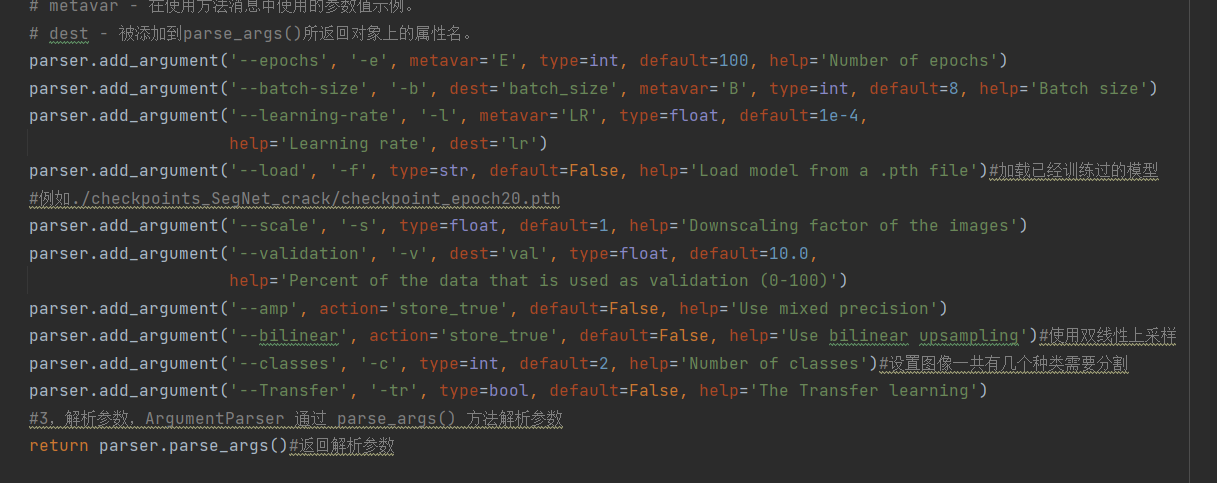 # metavar - 在使用方法消息中使用的参数值示例。
# dest - 被添加到parse_args()所返回对象上的属性名。
parser.add_argument('--epochs', '-e', metavar='E', type=int, default=100, help='Number of epochs')
parser.add_argument('--batch-size', '-b', dest='batch_size', metavar='B', type=int, default=8, help='Batch size')
parser.add_argument('--learning-rate', '-l', metavar='LR', type=float, default=1e-4,
help='Learning rate', dest='lr')
parser.add_argument('--load', '-f', type=str, default=False, help='Load model from a .pth file')#加载已经训练过的模型
#例如./checkpoints_SegNet_crack/checkpoint_epoch20.pth
parser.add_argument('--scale', '-s', type=float, default=1, help='Downscaling factor of the images')
parser.add_argument('--validation', '-v', dest='val', type=float, default=10.0,
help='Percent of the data that is used as validation (0-100)')
parser.add_argument('--amp', action='store_true', default=False, help='Use mixed precision')
parser.add_argument('--bilinear', action='store_true', default=False, help='Use bilinear upsampling')#使用双线性上采样
parser.add_argument('--classes', '-c', type=int, default=2, help='Number of classes')#设置图像一共有几个种类需要分割
parser.add_argument('--Transfer', '-tr', type=bool, default=False, help='The Transfer learning')
#3，解析参数，ArgumentParser 通过 parse_args() 方法解析参数
return parser.parse_args()#返回解析参数